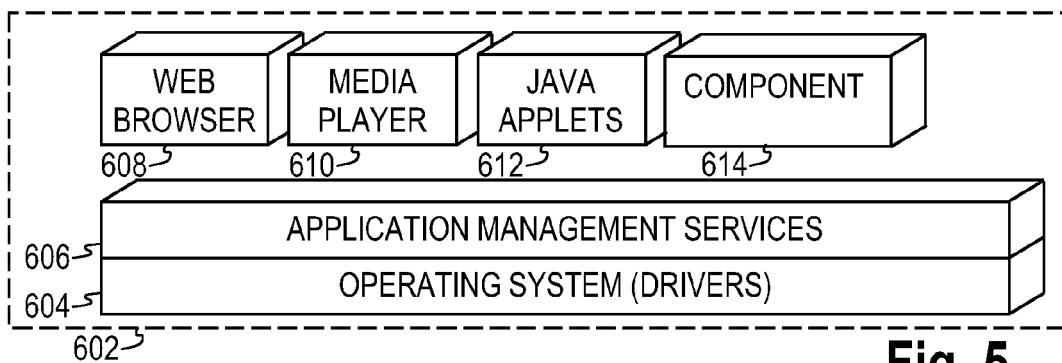 WEB BROWSER
MEDIA PLAYER
JAVA APPLETS
COMPONENT
608
610
612
614
APPLICATION MANAGEMENT SERVICES
606
OPERATING SYSTEM (DRIVERS)
604
602
Fig. 5